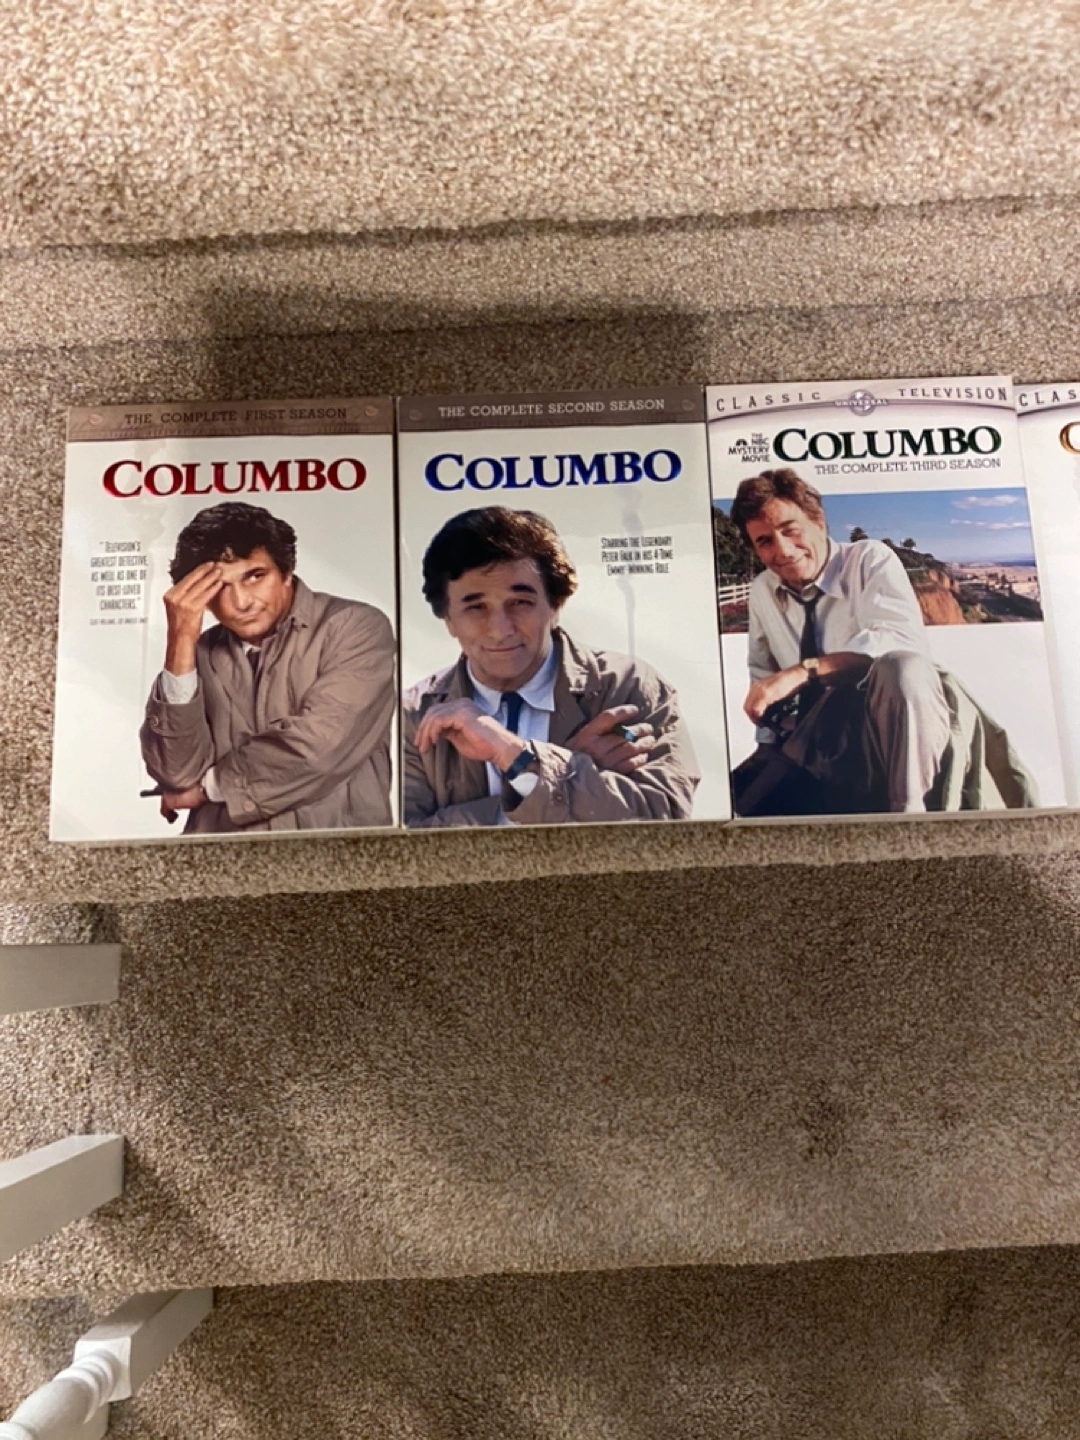 THE COMPLETE FIRST SEASON
COLUMBO
"TELEVISION'S
GREATEST DETECTIVE,
AS WELL AS ONE OF
ITS BEST-LOVED
CHARACTERS."
THE COMPLETE SECOND SEASON
COLUMBO
STARRING THE LEGENDARY
PETER FALK IN HIS 4-TIME
EMMY-WINNING ROLE
CLASSIC UNIVERSAL TELEVISION
THE NBC
MYSTERY
MOVIE
COLUMBO
THE COMPLETE THIRD SEASON
CLAS
C